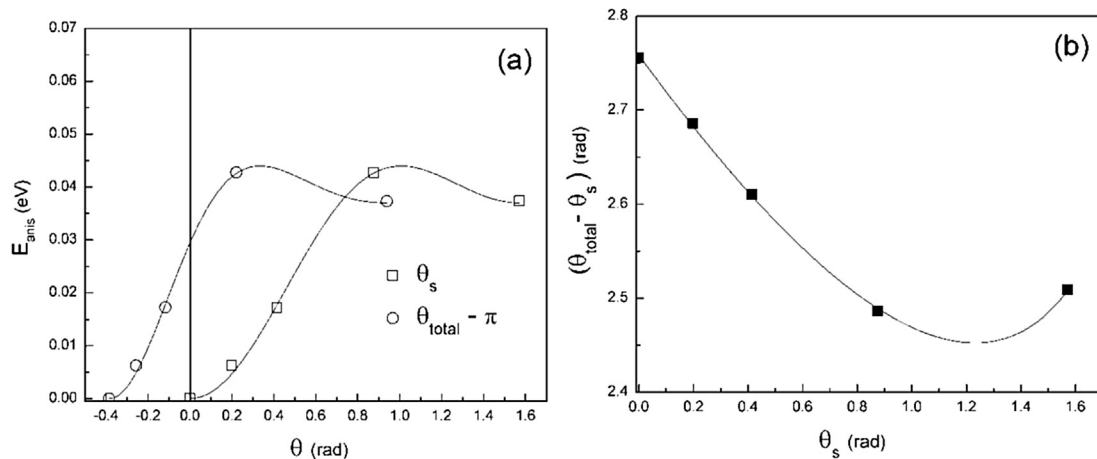 (a)
E_anis (eV)
0.07
0.06
0.05
0.04
0.03
0.02
0.01
0.00
θ_s
θ_total - π
-0.4 -0.2 0.0 0.2 0.4 0.6 0.8 1.0 1.2 1.4 1.6
θ (rad)
(b)
(θ_total - θ_s) (rad)
2.8
2.7
2.6
2.5
2.4
0.0 0.2 0.4 0.6 0.8 1.0 1.2 1.4 1.6
θ_s (rad)